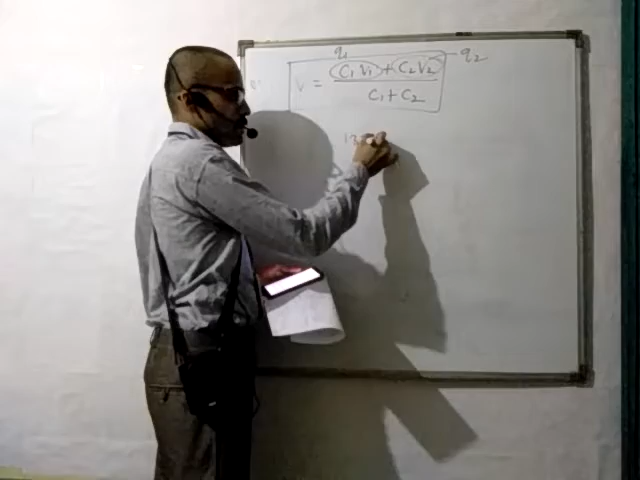 q₁ q₂
V = C₁V₁ + C₂V₂
C₁ + C₂